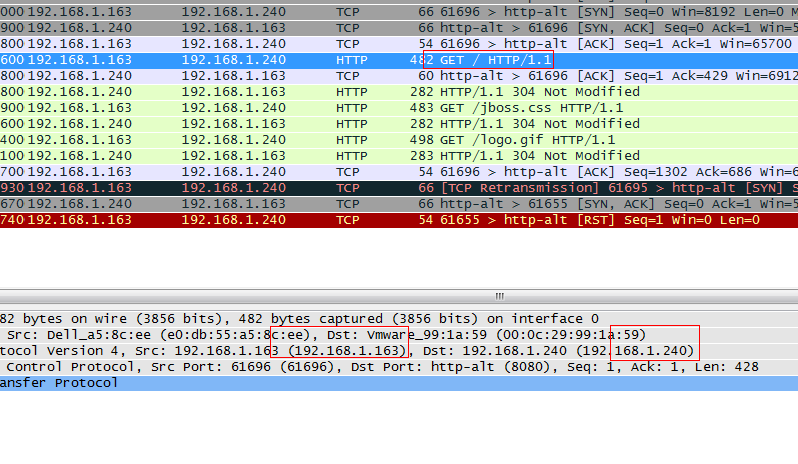 000 192.168.1.163 192.168.1.240 TCP 66 61696 > http-alt [SYN] Seq=0 Win=8192 Len=0 M
900 192.168.1.240 192.168.1.163 TCP 66 http-alt > 61696 [SYN, ACK] Seq=0 Ack=1 Win=5
800 192.168.1.163 192.168.1.240 TCP 54 61696 > http-alt [ACK] Seq=1 Ack=1 Win=65700
600 192.168.1.163 192.168.1.240 HTTP 482 GET / HTTP/1.1
800 192.168.1.240 192.168.1.163 TCP 60 http-alt > 61696 [ACK] Seq=1 Ack=429 Win=6912
800 192.168.1.240 192.168.1.163 HTTP 282 HTTP/1.1 304 Not Modified
900 192.168.1.163 192.168.1.240 HTTP 483 GET /jboss.css HTTP/1.1
600 192.168.1.240 192.168.1.163 HTTP 282 HTTP/1.1 304 Not Modified
400 192.168.1.163 192.168.1.240 HTTP 498 GET /logo.gif HTTP/1.1
100 192.168.1.240 192.168.1.163 HTTP 283 HTTP/1.1 304 Not Modified
700 192.168.1.163 192.168.1.240 TCP 54 61696 > http-alt [ACK] Seq=1302 Ack=686 Win=6
930 192.168.1.163 192.168.1.240 TCP 66 [TCP Retransmission] 61695 > http-alt [SYN] S
670 192.168.1.240 192.168.1.163 TCP 66 http-alt > 61655 [SYN, ACK] Seq=0 Ack=1 Win=5
740 192.168.1.163 192.168.1.240 TCP 54 61655 > http-alt [RST] Seq=1 Win=0 Len=0
82 bytes on wire (3856 bits), 482 bytes captured (3856 bits) on interface 0
Src: Dell_a5:8c:ee (e0:db:55:a5:8c:ee), Dst: Vmware_99:1a:59 (00:0c:29:99:1a:59)
tocol Version 4, Src: 192.168.1.163 (192.168.1.163), Dst: 192.168.1.240 (192.168.1.240)
Control Protocol, Src Port: 61696 (61696), Dst Port: http-alt (8080), Seq: 1, Ack: 1, Len: 428
ansfer Protocol